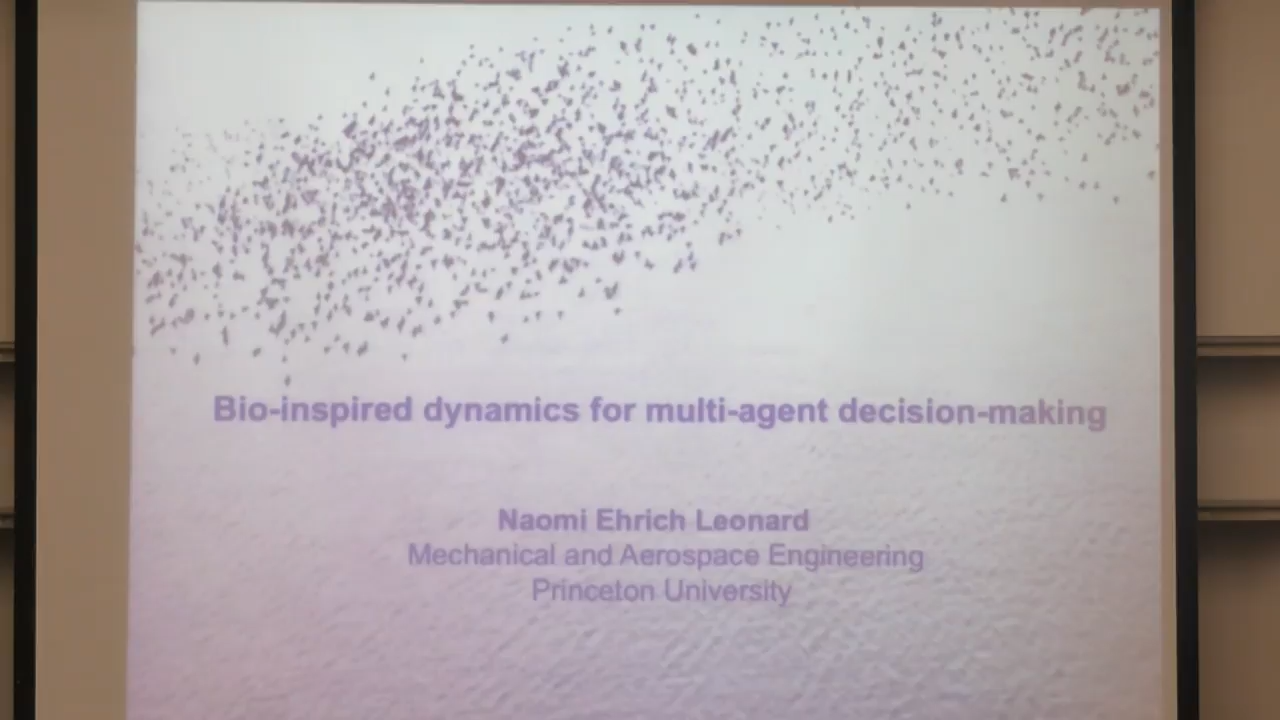 Bio-inspired dynamics for multi-agent decision-making
Naomi Ehrich Leonard
Mechanical and Aerospace Engineering
Princeton University